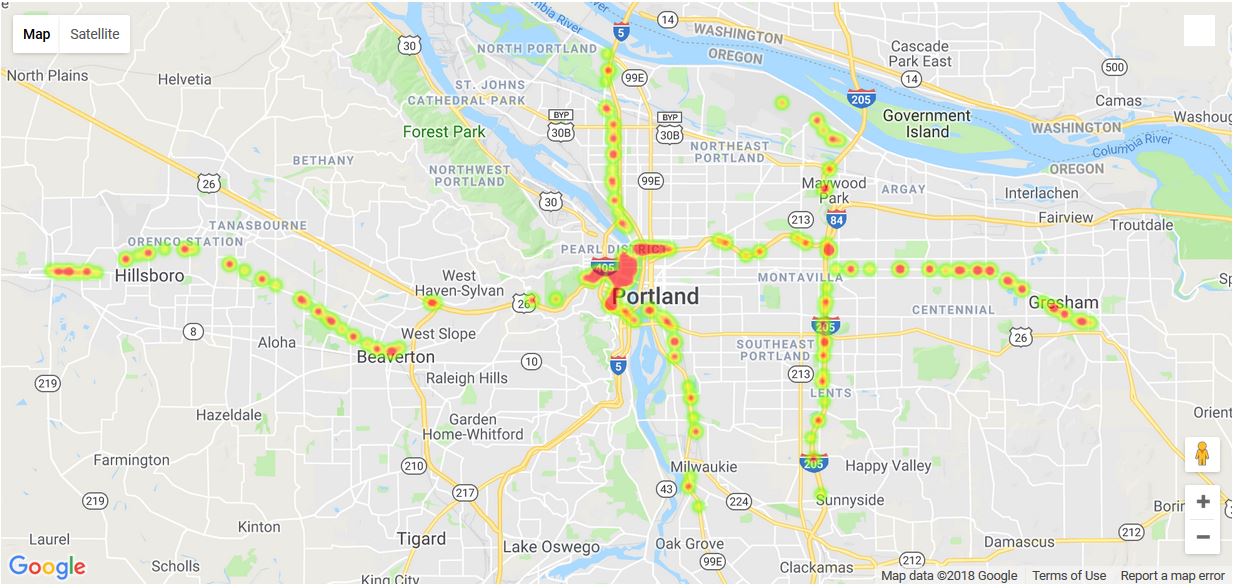 e
Map
Satellite
30
NORTH PORTLAND
5
14
WASHINGTON
OREGON
Columbia River
Cascade
Park East
14
500
North Plains
Helvetia
ST. JOHNS
CATHEDRAL PARK
99E
205
Camas
BYP
30B
BYP
30B
Government
Island
Forest Park
WASHINGTON
OREGON
Washoug
Columbia River
BETHANY
NORTHWEST
PORTLAND
NORTHEAST
PORTLAND
26
30
99E
Maywood
Park
ARGAY
Interlachen
Fairview
Troutdale
213
84
TANASBOURNE
ORENCO STATION
PEARL DISTRICT
405
Hillsboro
West
Haven-Sylvan
26
Portland
MONTAVILLA
Sp
Gresham
CENTENNIAL
8
Aloha
West Slope
Beaverton
10
205
26
SOUTHEAST
PORTLAND
5
213
219
Raleigh Hills
LENTS
Hazeldale
Garden
Home-Whitford
Orient
Farmington
210
Milwaukie
205
Happy Valley
219
217
43
224
Sunnyside
Borin
Kinton
Laurel
Tigard
Lake Oswego
Oak Grove
Damascus
212
Scholls
King City
99E
Clackamas
212
Google
Map data ©2018 Google
Terms of Use
Report a map error